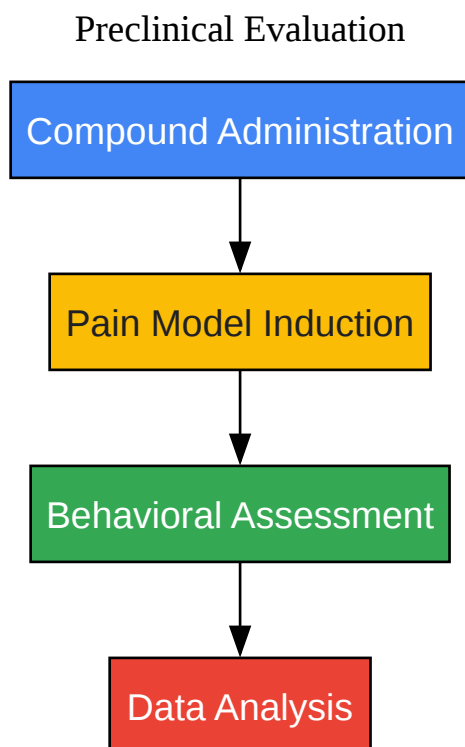 Preclinical Evaluation
Compound Administration
Pain Model Induction
Behavioral Assessment
Data Analysis